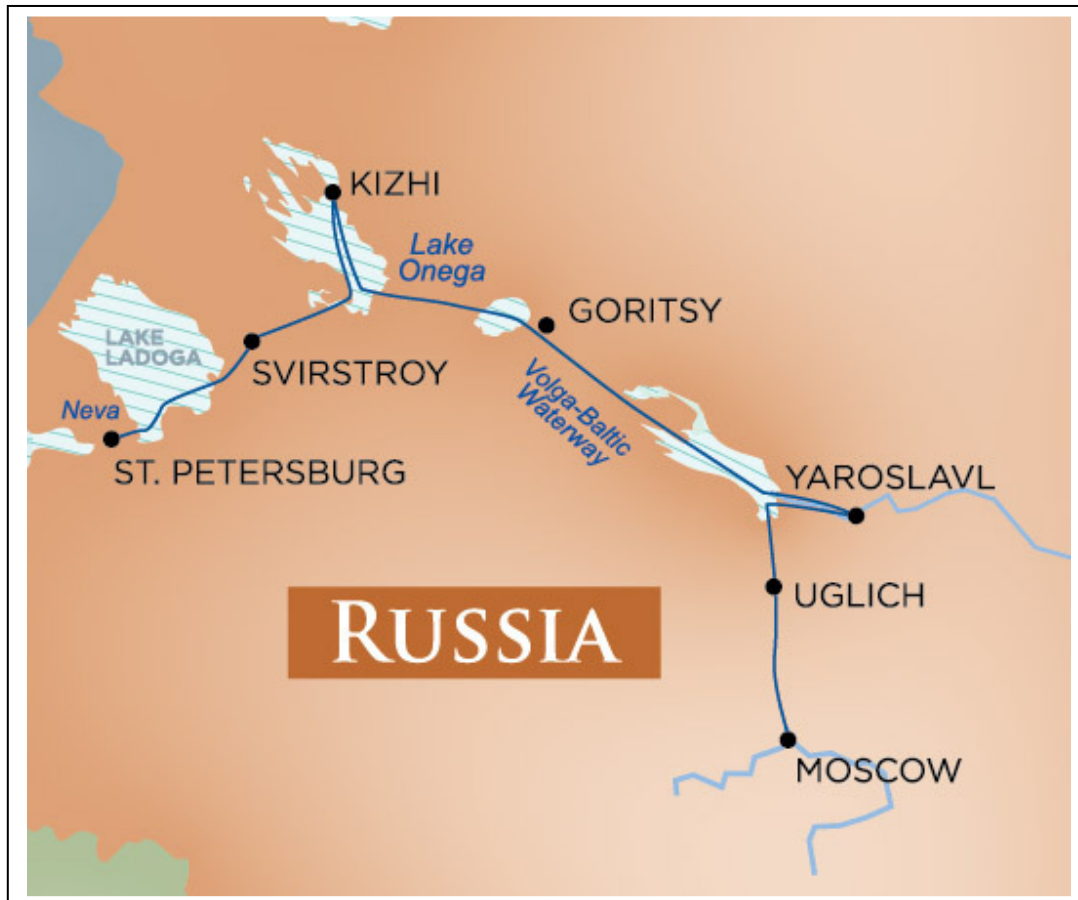 KIZHI
Lake
Onega
GORITSY
LAKE
LADOGA
SVIRSTROY
Volga-Baltic
Waterway
Neva
ST. PETERSBURG
YAROSLAVL
UGLICH
RUSSIA
MOSCOW